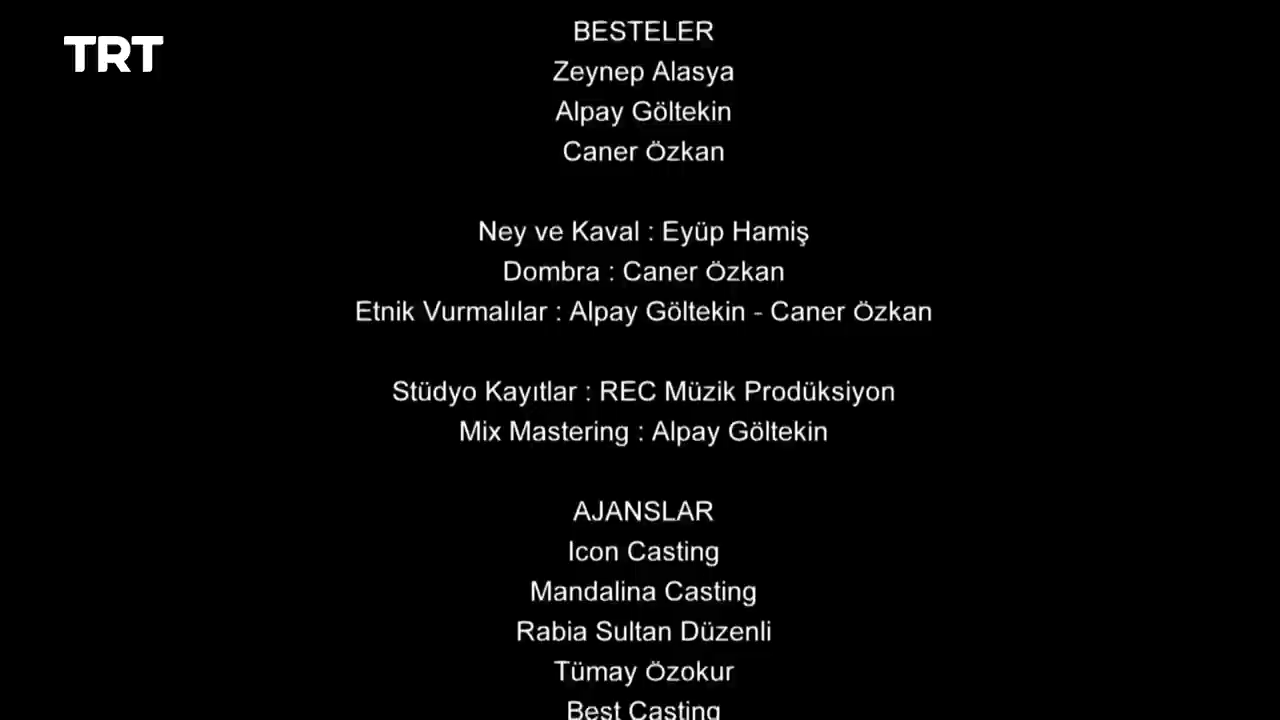 TRT
BESTELER
Zeynep Alasya
Alpay Göltekin
Caner Özkan
Ney ve Kaval : Eyüp Hamiş
Dombra : Caner Özkan
Etnik Vurmalılar : Alpay Göltekin - Caner Özkan
Stüdyo Kayıtlar : REC Müzik Prodüksiyon
Mix Mastering : Alpay Göltekin
AJANSLAR
Icon Casting
Mandalina Casting
Rabia Sultan Düzenli
Tümay Özokur
Best Casting